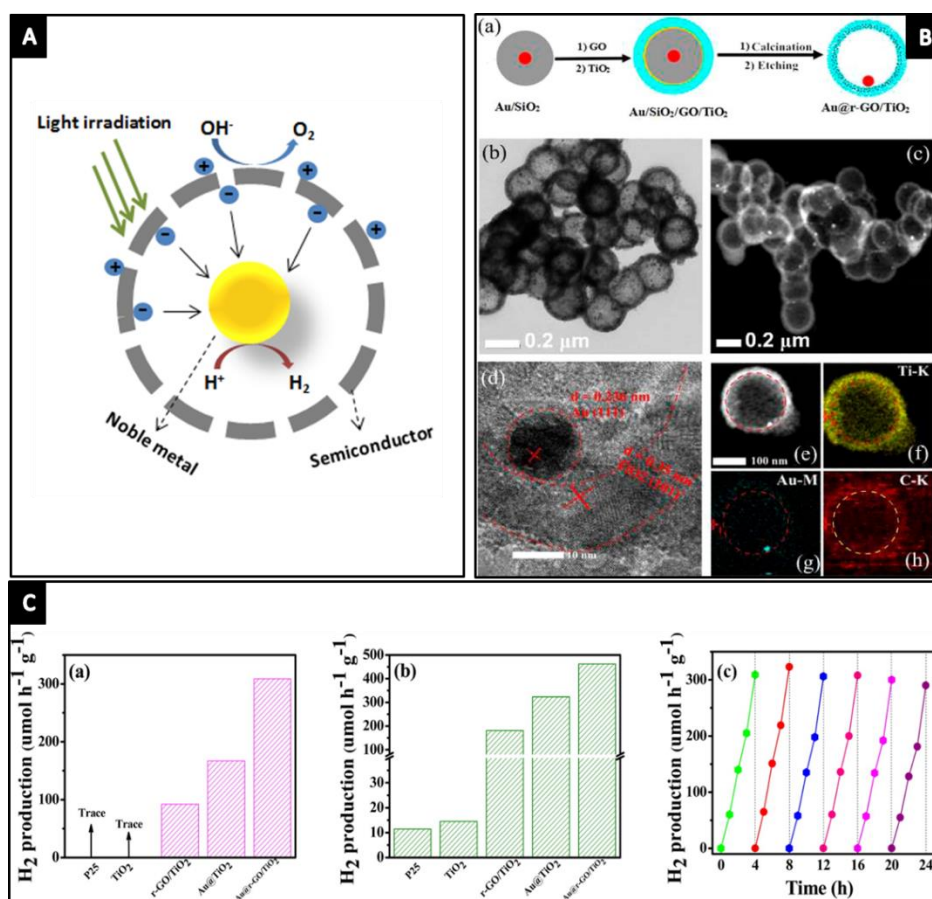 A
Light irradiation
OH⁻
O₂
H⁺
H₂
Noble metal
Semiconductor
B
(a)
1) GO
2) TiO₂
1) Calcination
2) Etching
Au/SiO₂
Au/SiO₂/GO/TiO₂
Au@r-GO/TiO₂
(b)
0.2 µm
(c)
0.2 µm
(d)
Au (111)
10 nm
(e)
100 nm
Ti-K
(f)
Au-M
(g)
C-K
(h)
C
(a)
H₂ production (umol h⁻¹ g⁻¹)
300
200
100
0
Trace
Trace
P25
TiO₂
r-GO/TiO₂
Au@TiO₂
Au@r-GO/TiO₂
(b)
H₂ production (umol h⁻¹ g⁻¹)
500
400
300
200
100
30
20
10
0
P25
TiO₂
r-GO/TiO₂
Au@TiO₂
Au@r-GO/TiO₂
(c)
H₂ production (umol h⁻¹ g⁻¹)
300
200
100
0
0 4 8 12 16 20 24
Time (h)